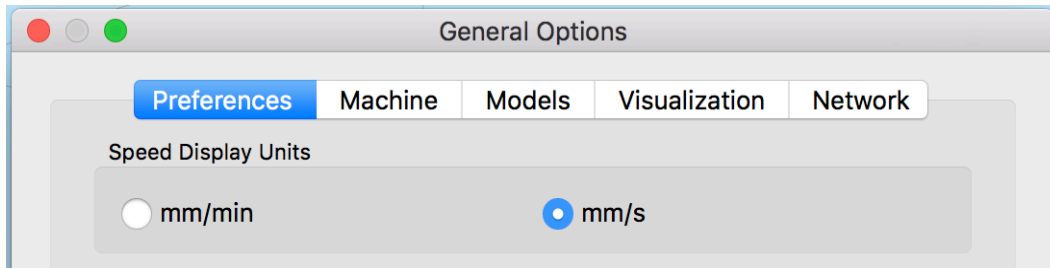 General Options
Preferences Machine Models Visualization Network
Speed Display Units
mm/min mm/s